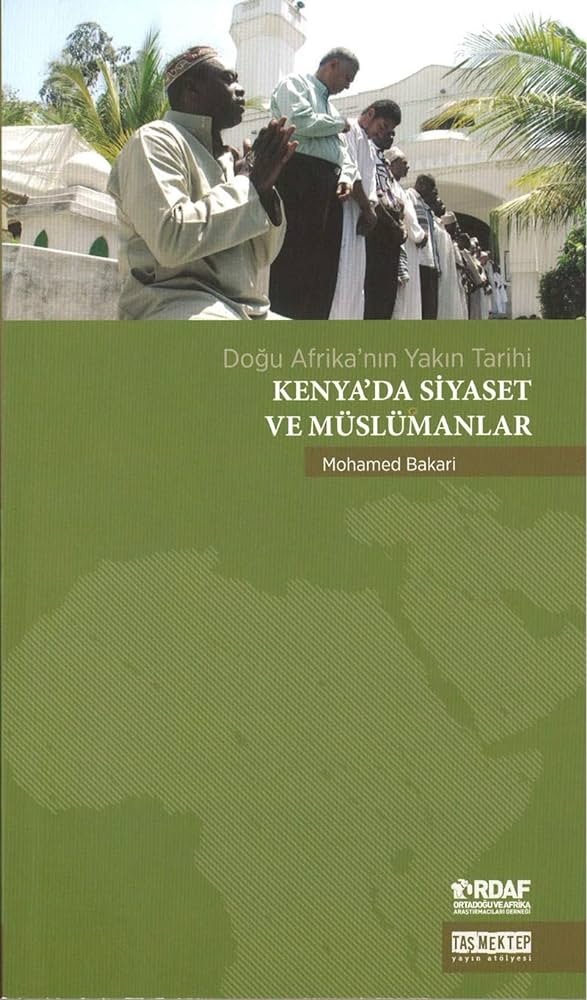 Doğu Afrika'nın Yakın Tarihi
KENYA'DA SİYASET
VE MÜSLÜMANLAR
Mohamed Bakari
ORDAF
ORTADOĞU VE AFRİKA
ARAŞTIRMACILARI DERNEĞİ
TAŞ MEKTEP
yayın atölyesi